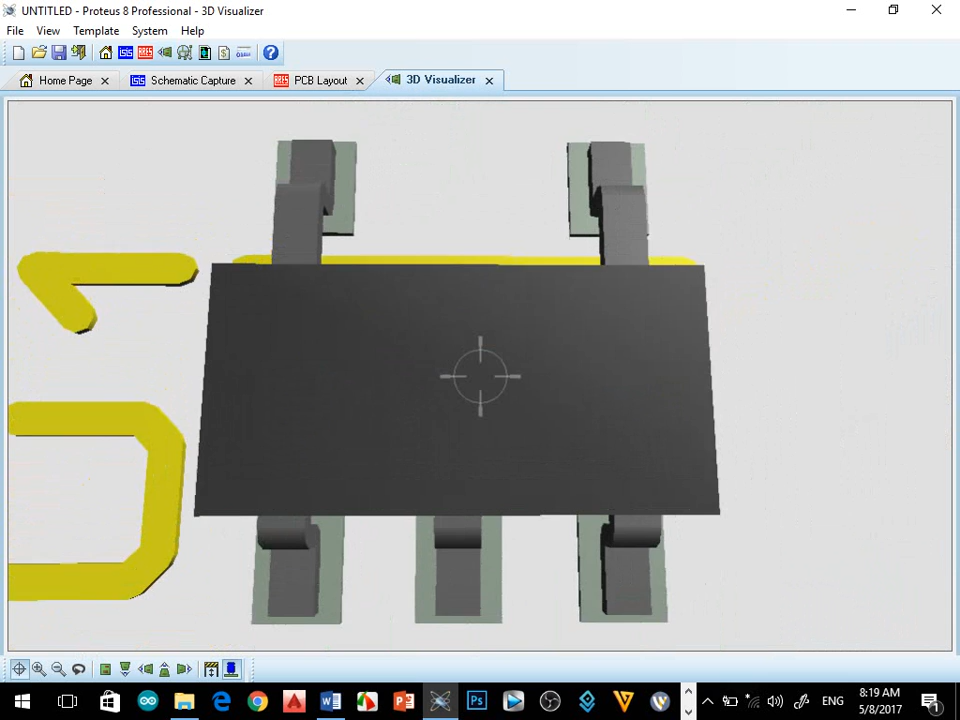 UNTITLED - Proteus 8 Professional - 3D Visualizer
File View Template System Help
Home Page Schematic Capture PCB Layout 3D Visualizer
U1
ENG 8:19 AM
5/8/2017